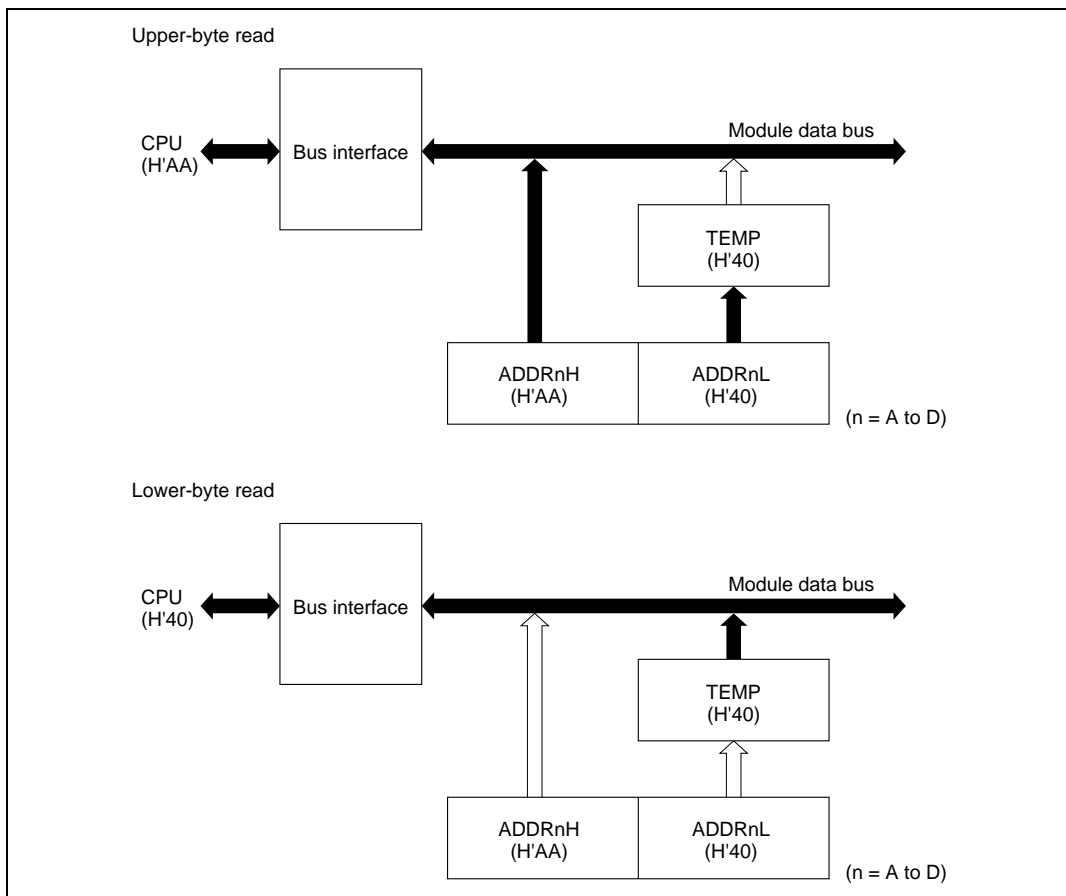 Upper-byte read
CPU
(H'AA)
Bus interface
Module data bus
TEMP
(H'40)
ADDRnH
(H'AA)
ADDRnL
(H'40)
(n = A to D)
Lower-byte read
CPU
(H'40)
Bus interface
Module data bus
TEMP
(H'40)
ADDRnH
(H'AA)
ADDRnL
(H'40)
(n = A to D)